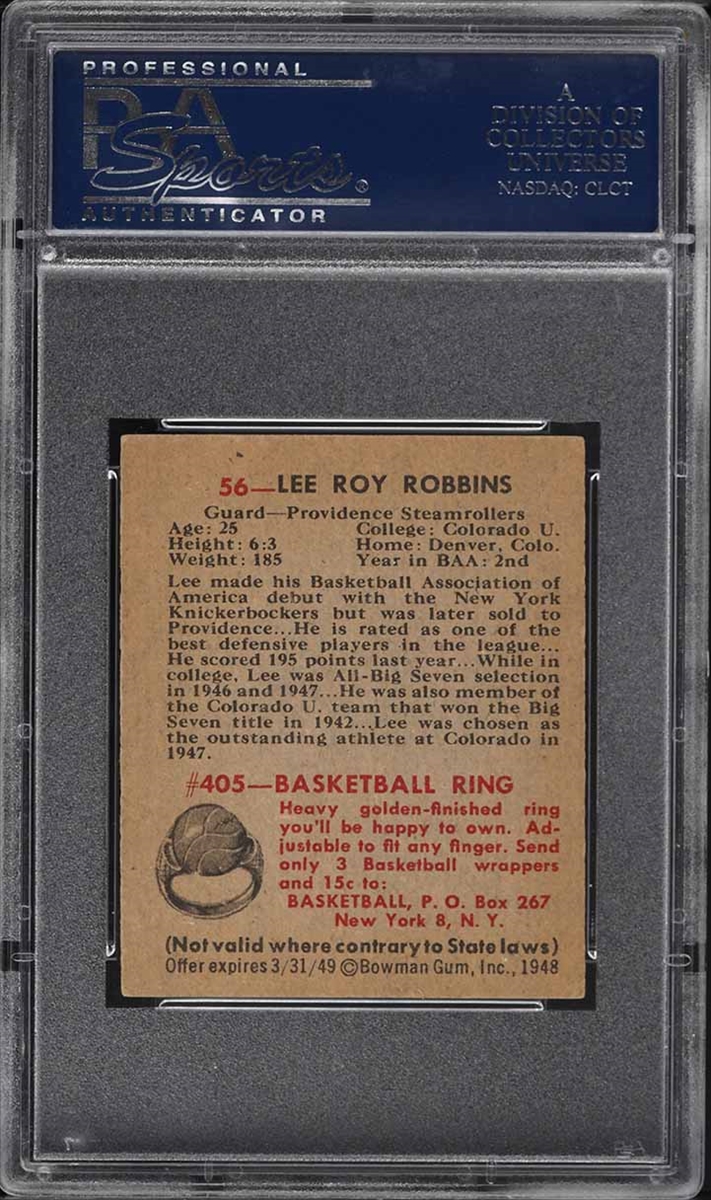 PROFESSIONAL
PSA
Sports®
AUTHENTICATOR
A
DIVISION OF
COLLECTORS
UNIVERSE
NASDAQ: CLCT
56—LEE ROY ROBBINS
Guard—Providence Steamrollers
Age: 25 College: Colorado U.
Height: 6:3 Home: Denver, Colo.
Weight: 185 Year in BAA: 2nd
Lee made his Basketball Association of
America debut with the New York
Knickerbockers but was later sold to
Providence...He is rated as one of the
best defensive players in the league...
He scored 195 points last year...While in
college, Lee was All-Big Seven selection
in 1946 and 1947...He was also member of
the Colorado U. team that won the Big
Seven title in 1942...Lee was chosen as
the outstanding athlete at Colorado in
1947.
#405—BASKETBALL RING
Heavy golden-finished ring
you'll be happy to own. Ad-
justable to fit any finger. Send
only 3 Basketball wrappers
and 15c to:
BASKETBALL, P. O. Box 267
New York 8, N. Y.
(Not valid where contrary to State laws)
Offer expires 3/31/49 ©Bowman Gum, Inc., 1948